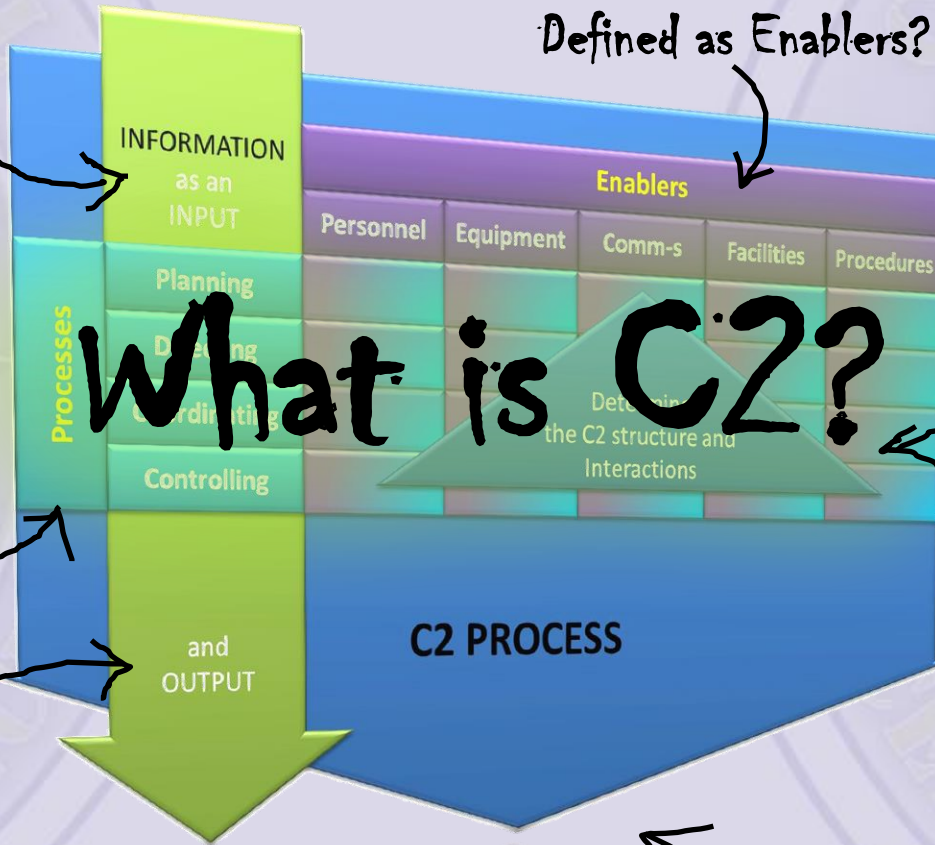 Defined as Enablers?
INFORMATION
as an
INPUT
Enablers
Personnel Equipment Comm-s Facilities Procedures
Processes
Planning
What is C2?
Controlling
the C2 structure and
Interactions
and
OUTPUT
C2 PROCESS